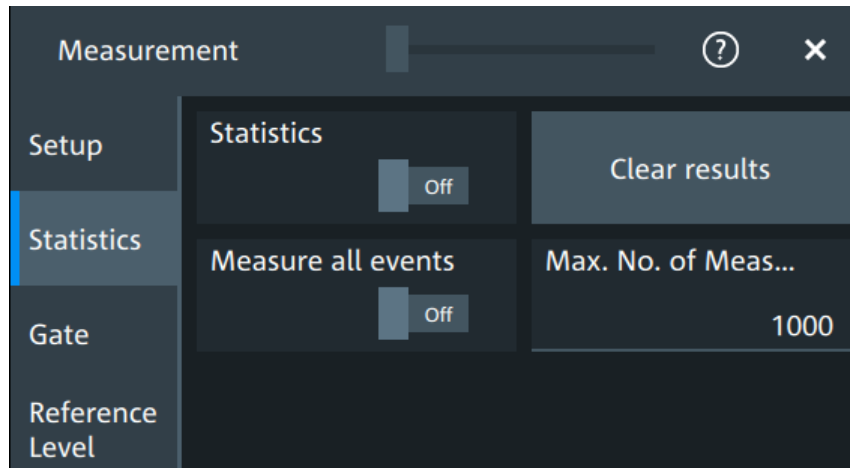 Measurement
?
Setup
Statistics
Gate
Reference
Level
Statistics
Off
Clear results
Measure all events
Off
Max. No. of Meas...
1000